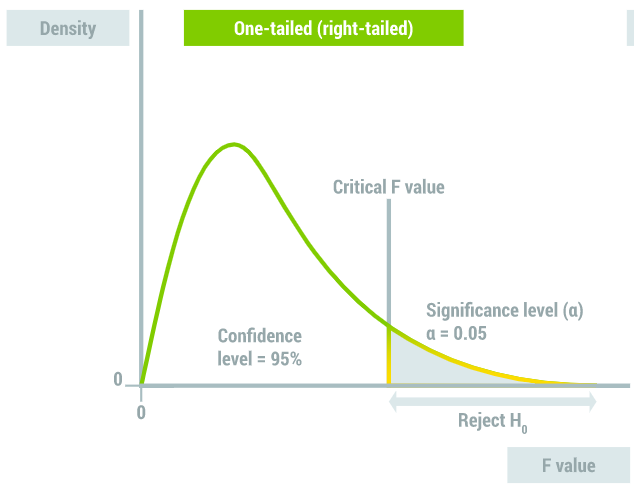 Density
One-tailed (right-tailed)
Critical F value
Significance level (α)
α = 0.05
Confidence
level = 95%
0
0
Reject H₀
F value